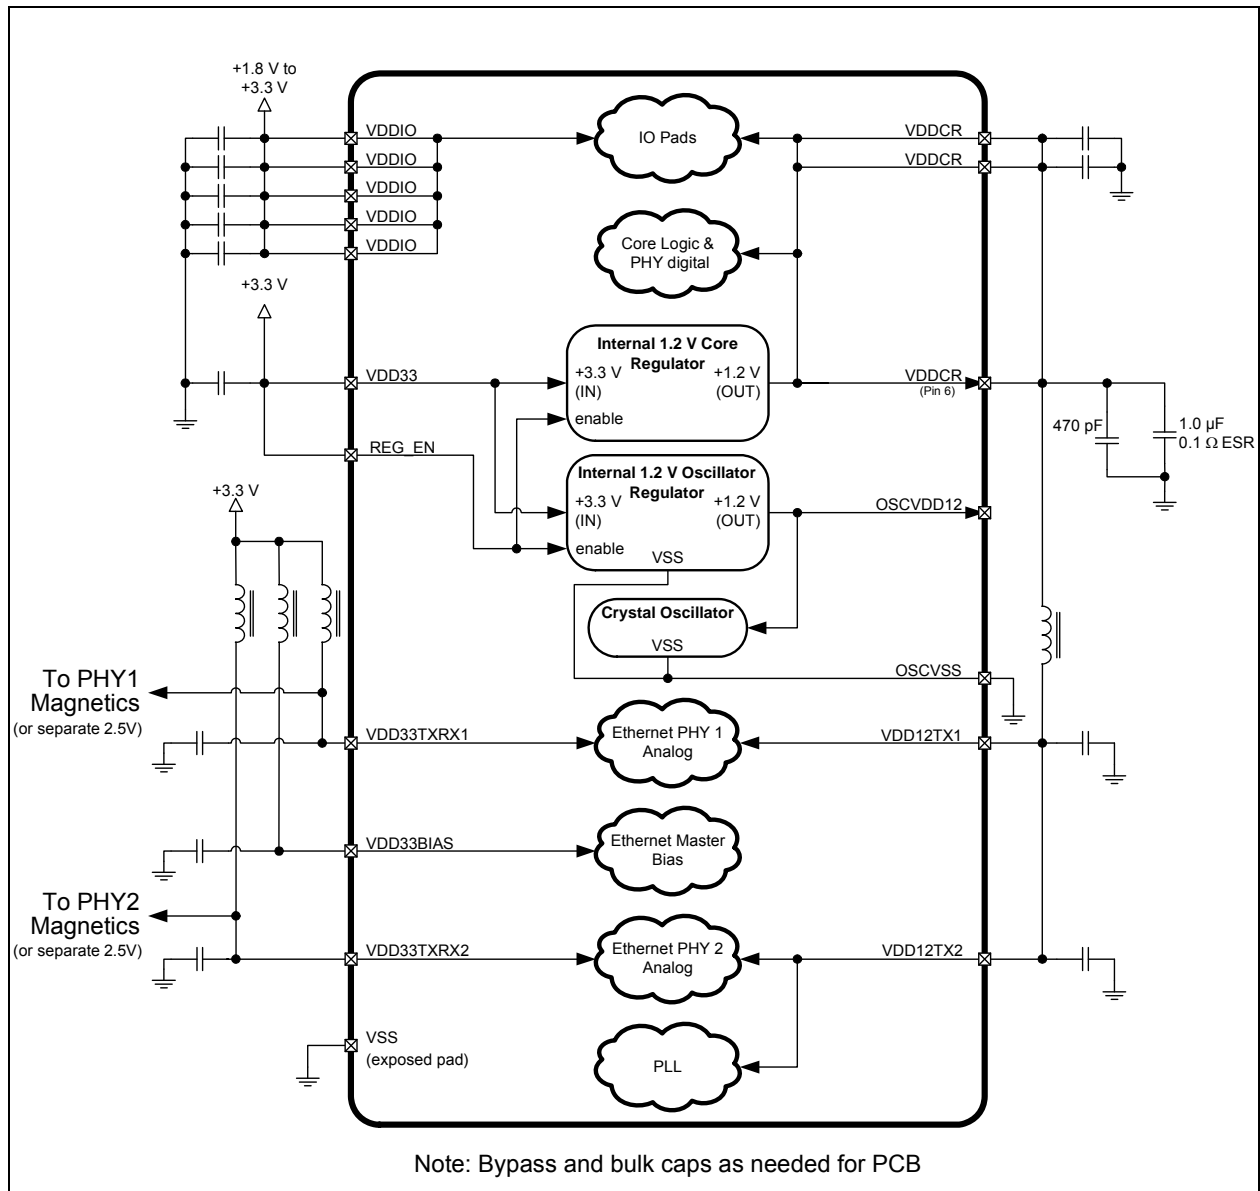 +1.8 V to
+3.3 V
VDDIO
IO Pads
VDDCR
VDDIO
VDDCR
VDDIO
VDDIO
VDDIO
Core Logic &
PHY digital
+3.3 V
Internal 1.2 V Core
Regulator
+3.3 V
(IN)
+1.2 V
(OUT)
enable
VDD33
VDDCR
(Pin 6)
470 pF
1.0 µF
0.1 Ω ESR
REG_EN
Internal 1.2 V Oscillator
Regulator
+3.3 V
(IN)
+1.2 V
(OUT)
enable
VSS
OSCVDD12
+3.3 V
Crystal Oscillator
VSS
OSCVSS
To PHY1
Magnetics
(or separate 2.5V)
VDD33TXRX1
Ethernet PHY 1
Analog
VDD12TX1
VDD33BIAS
Ethernet Master
Bias
To PHY2
Magnetics
(or separate 2.5V)
VDD33TXRX2
Ethernet PHY 2
Analog
VDD12TX2
VSS
(exposed pad)
PLL
Note: Bypass and bulk caps as needed for PCB